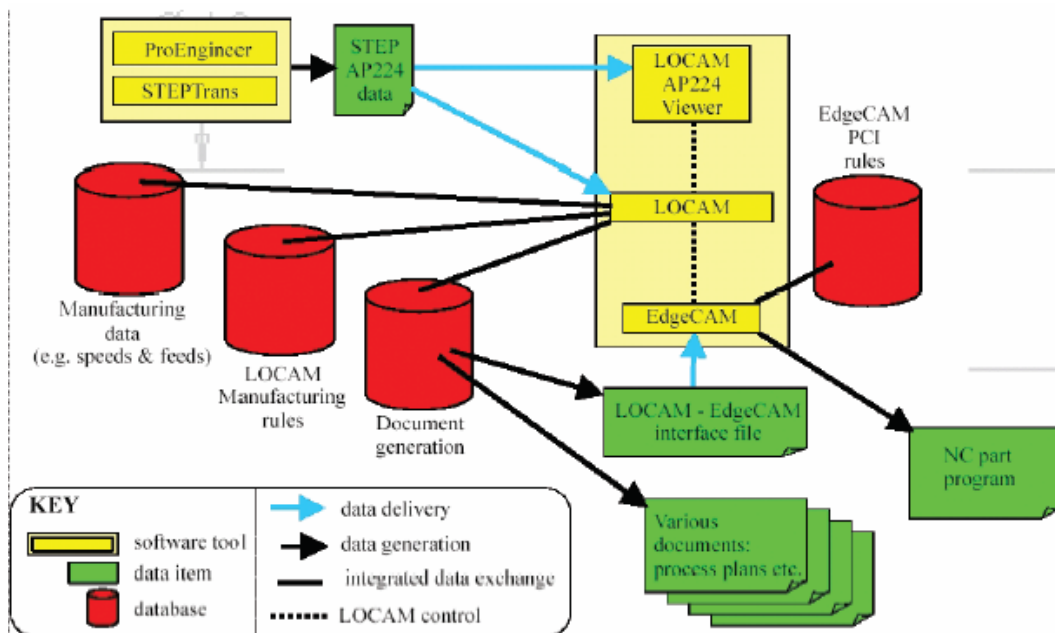 ProEngineer
STEPTrans
STEP
AP224
data
LOCAM
AP224
Viewer
EdgeCAM
PCI
rules
LOCAM
EdgeCAM
Manufacturing
data
(e.g. speeds & feeds)
LOCAM
Manufacturing
rules
Document
generation
LOCAM - EdgeCAM
interface file
NC part
program
Various
documents:
process plans etc.
KEY
software tool
data item
database
data delivery
data generation
integrated data exchange
LOCAM control